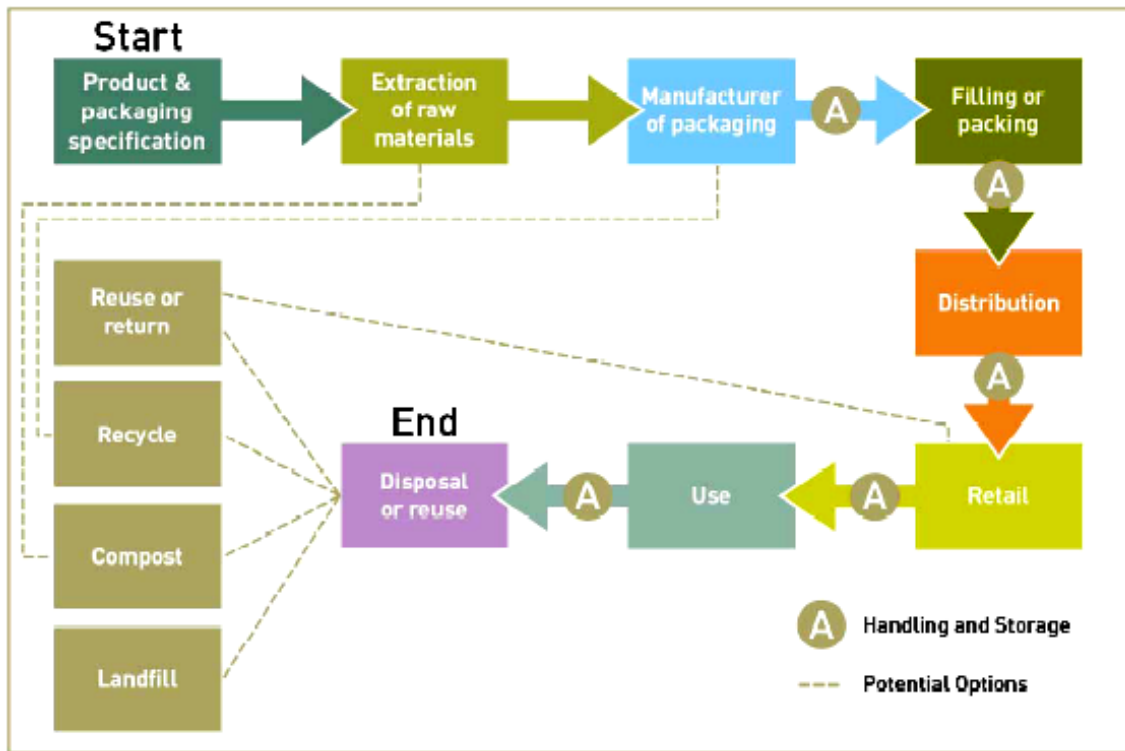 Start
Product &
packaging
specification
Extraction
of raw
materials
Manufacturer
of packaging
A
Filling or
packing
A
Distribution
A
Retail
A
Use
A
End
Disposal
or reuse
Reuse or
return
Recycle
Compost
Landfill
A Handling and Storage
Potential Options